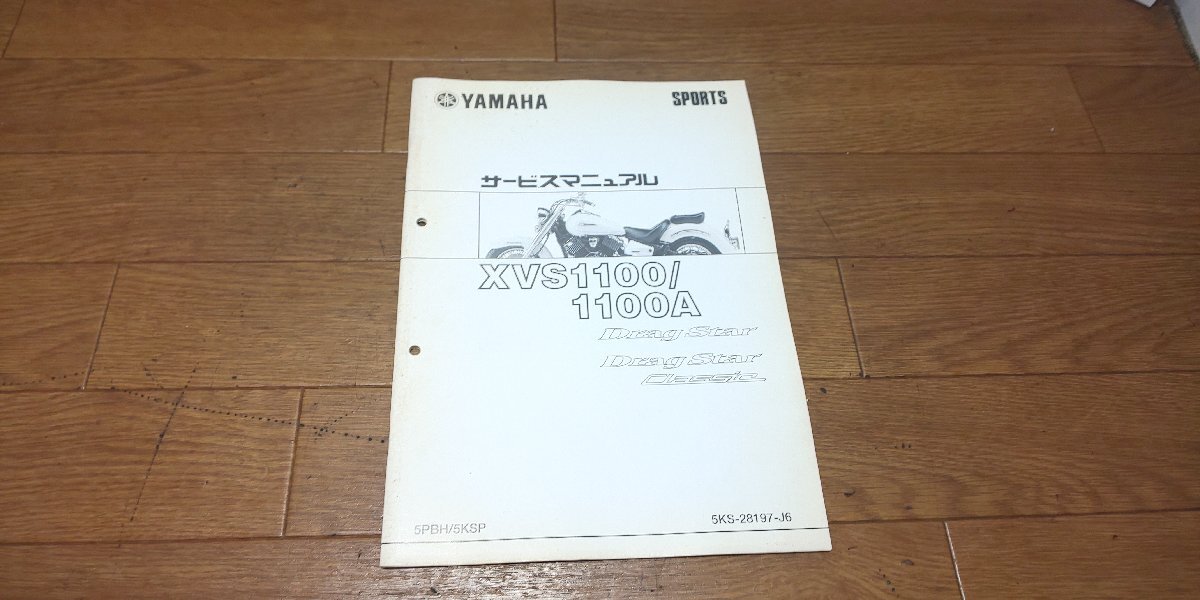 YAMAHA
SPORTS
サービスマニュアル
XVS1100/
1100A
Drag Star
Drag Star
Classic
5PBH/5KSP
5KS-28197-J6